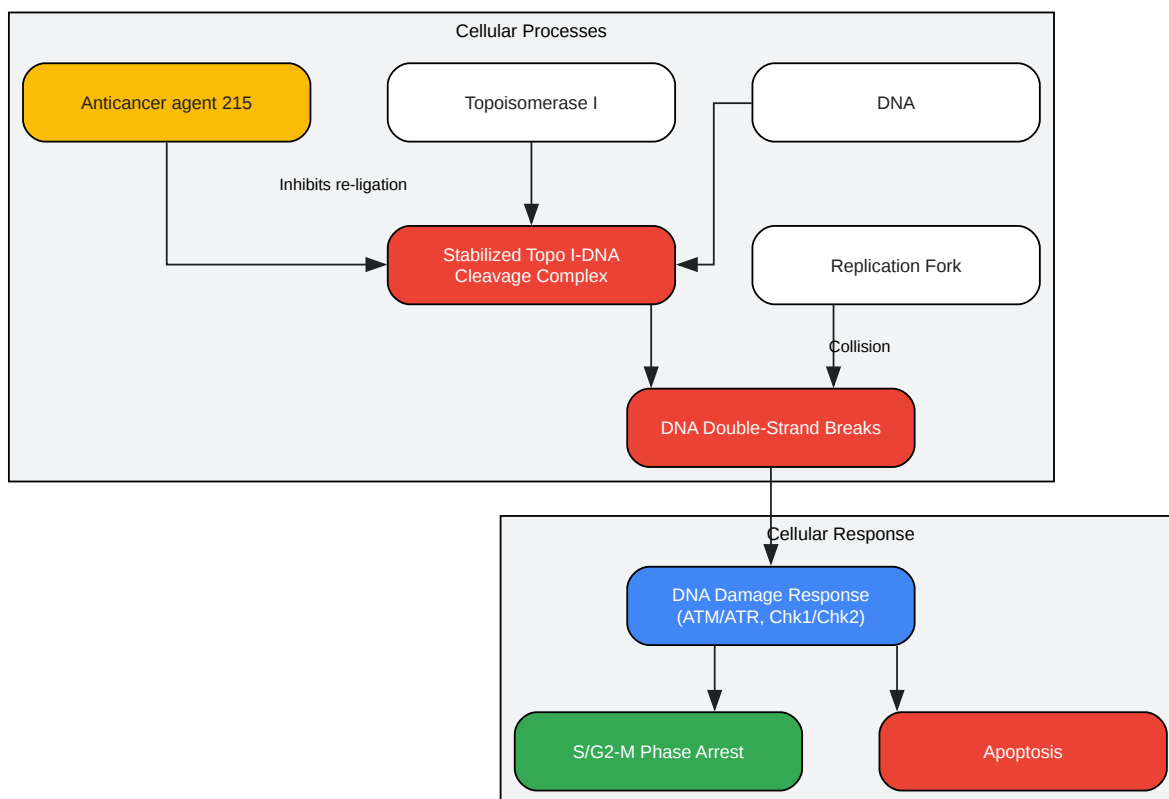 Cellular Processes
Anticancer agent 215
Topoisomerase I
DNA
Inhibits re-ligation
Stabilized Topo I-DNA
Cleavage Complex
Replication Fork
Collision
DNA Double-Strand Breaks
Cellular Response
DNA Damage Response
(ATM/ATR, Chk1/Chk2)
S/G2-M Phase Arrest
Apoptosis